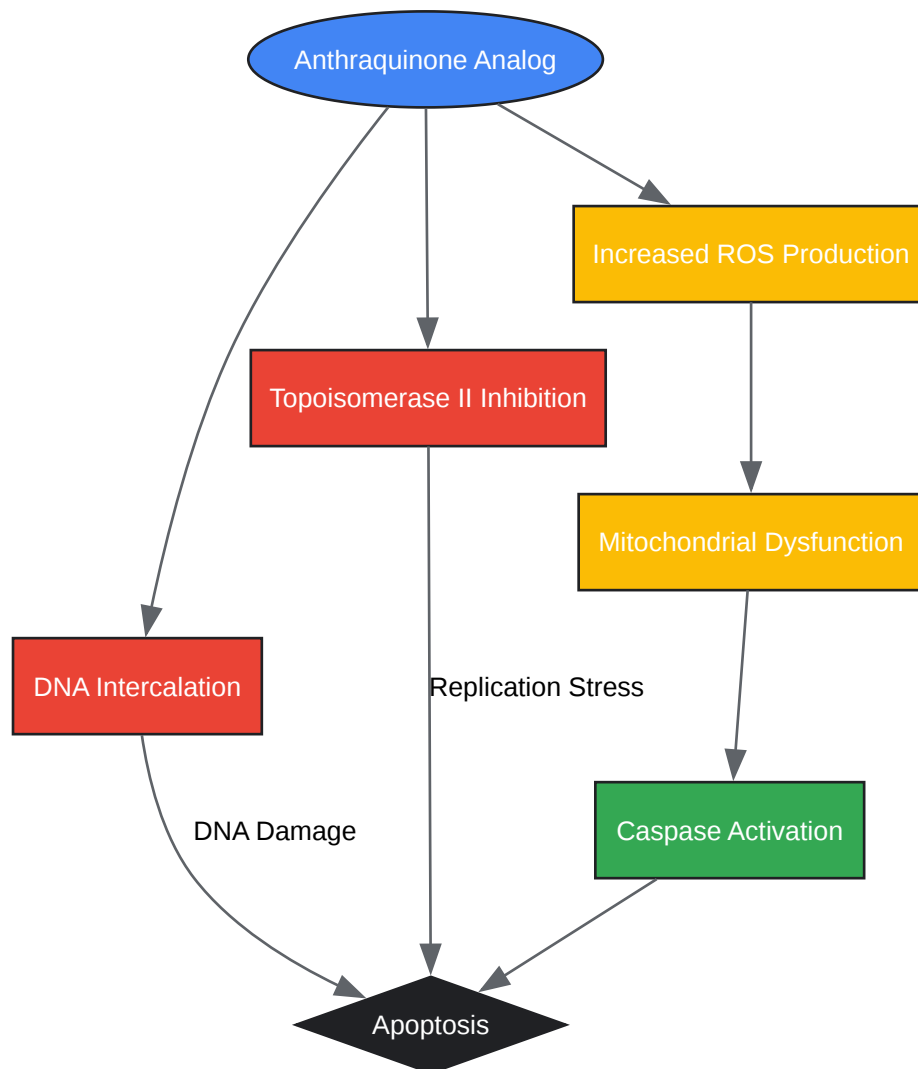 Anthraquinone Analog
Increased ROS Production
Topoisomerase II Inhibition
Mitochondrial Dysfunction
DNA Intercalation
Replication Stress
DNA Damage
Caspase Activation
Apoptosis